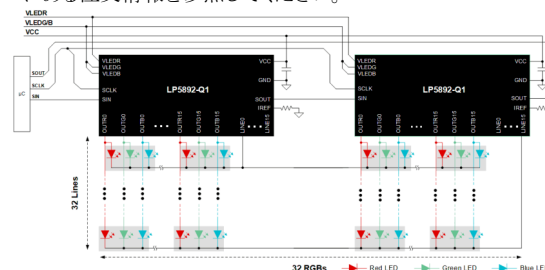 VLEDR
VLEDG/B
VCC
VLEDR
VLEDG
VLEDB
VCC
GND
LP5892-Q1
SCLK
SIN
SOUT
IREF
OUTR0
OUTG0
OUTB0
OUTR15
OUTG15
OUTB15
LINE0
LINE15
VLEDR
VLEDG
VLEDB
VCC
GND
LP5892-Q1
SCLK
SIN
SOUT
IREF
OUTR0
OUTG0
OUTB0
OUTR15
OUTG15
OUTB15
LINE0
LINE15
µC
SOUT
SCLK
SIN
32 Lines
32 RGBs
Red LED
Green LED
Blue LED